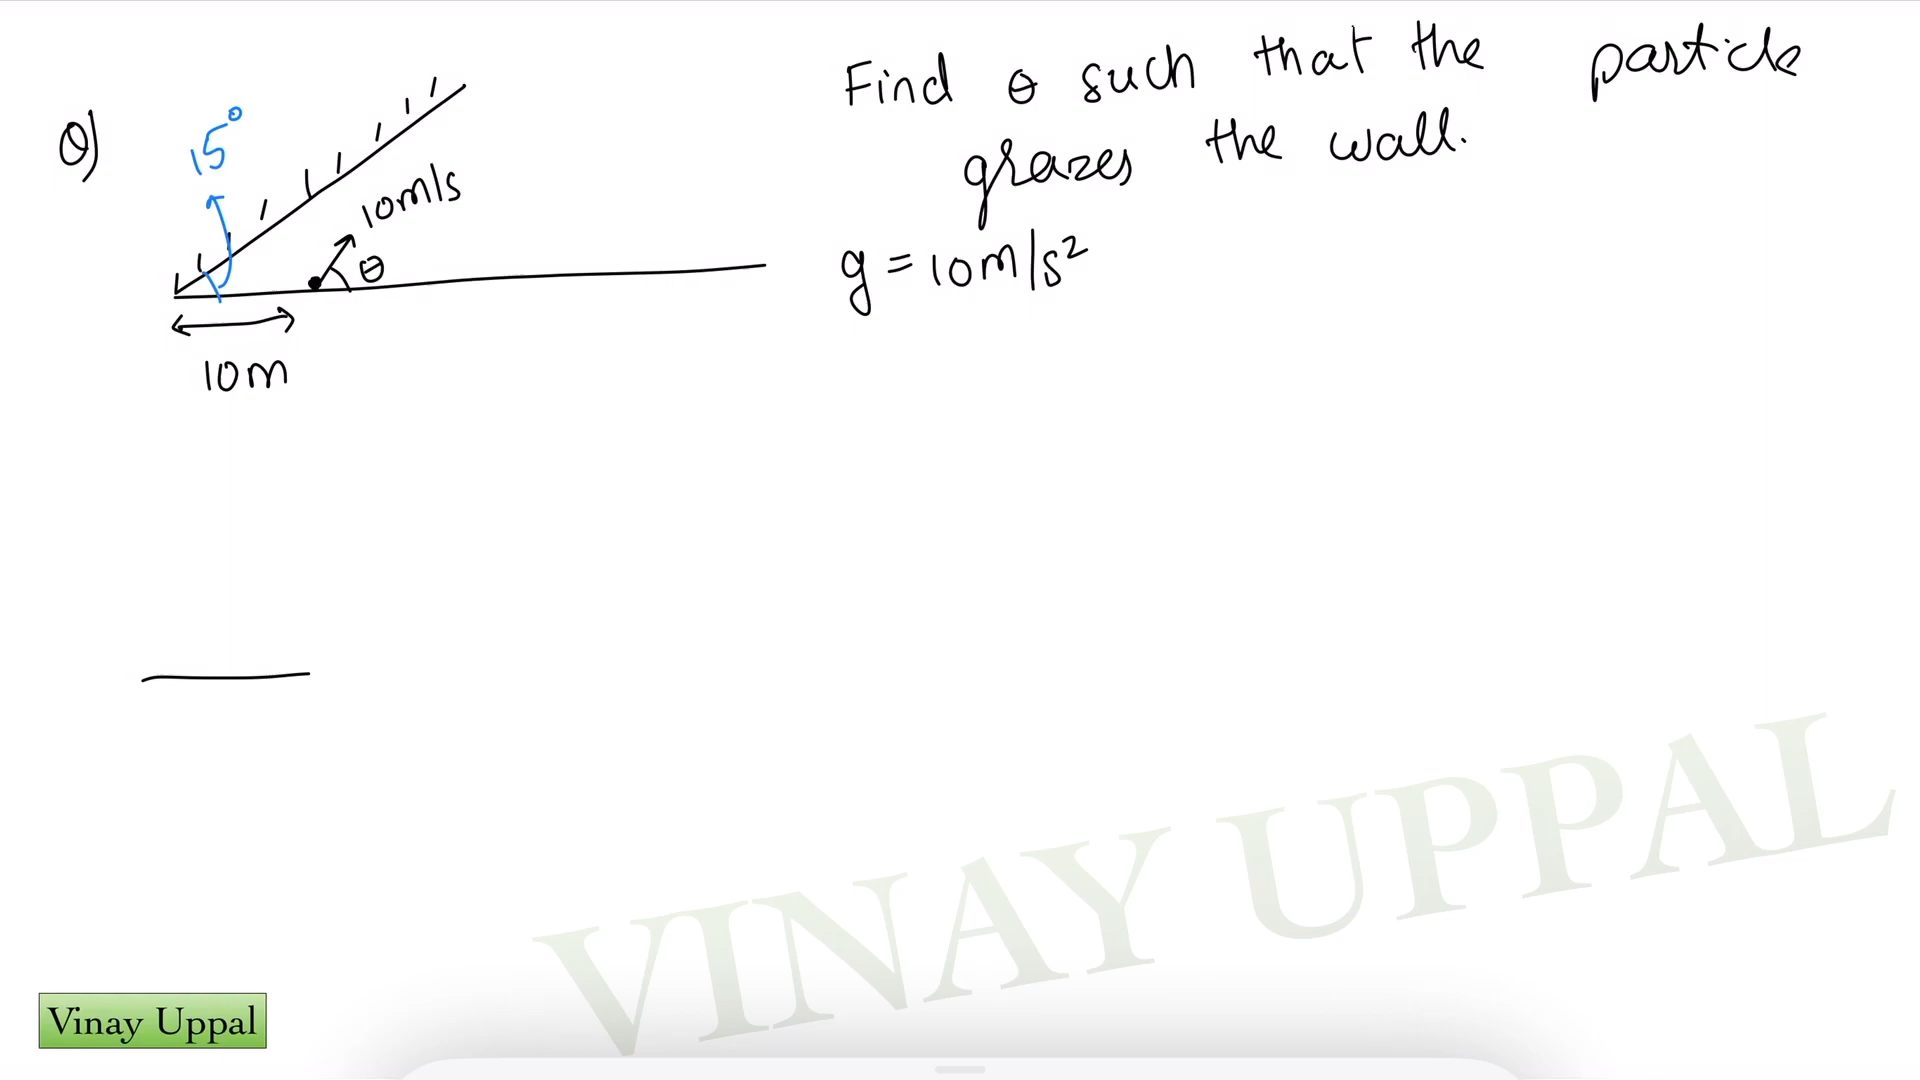 Q)
15°
10m/s
θ
10m
Find θ such that the particle
grazes the wall.
g = 10m/s²
VINAY UPPAL
Vinay Uppal